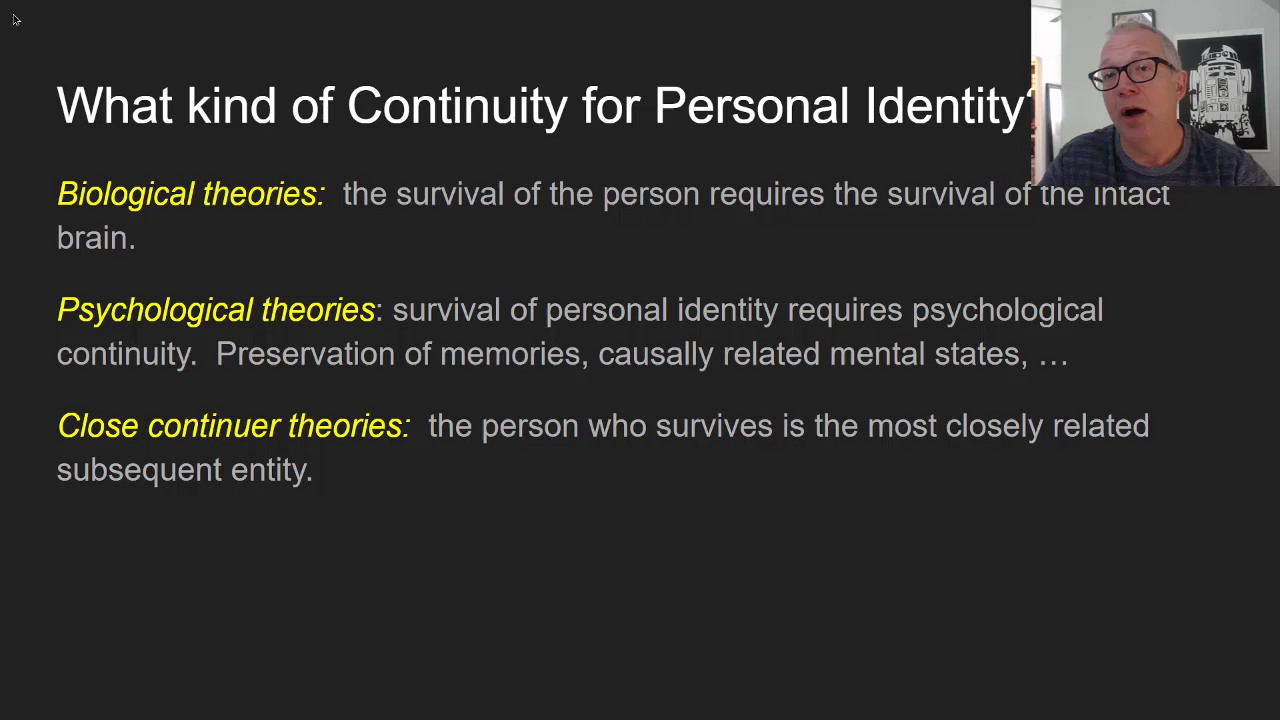 What kind of Continuity for Personal Identity?
Biological theories: the survival of the person requires the survival of the intact
brain.
Psychological theories: survival of personal identity requires psychological
continuity. Preservation of memories, causally related mental states, …
Close continuer theories: the person who survives is the most closely related
subsequent entity.